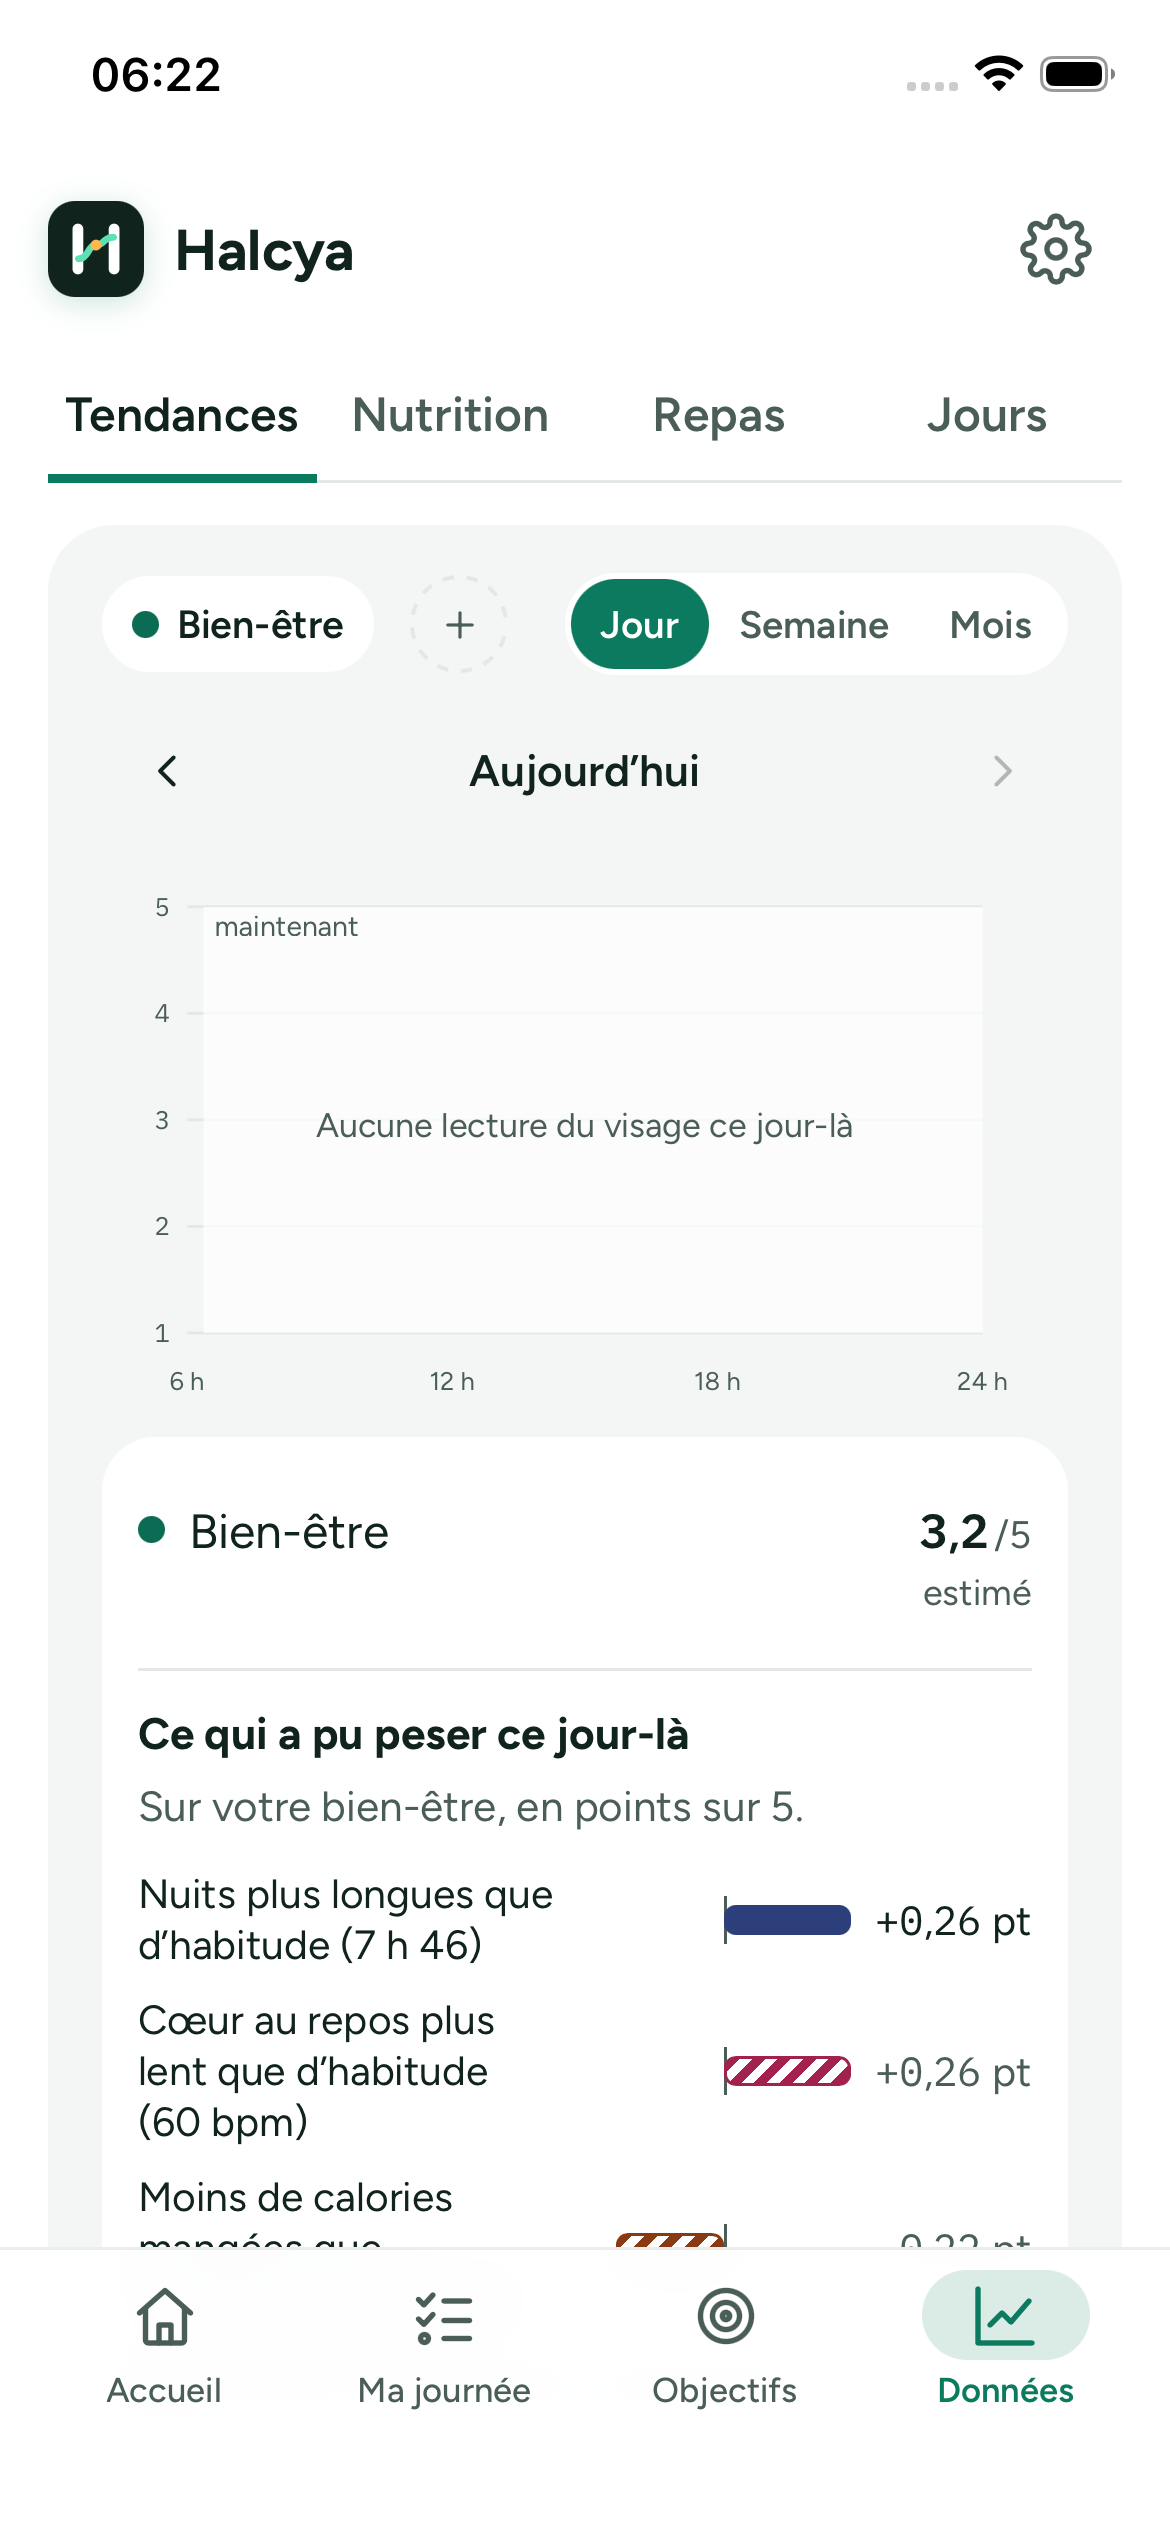 06:22
Halcya
Tendances Nutrition Repas Jours
Bien-être + Jour Semaine Mois
Aujourd’hui
5
maintenant
4
3
Aucune lecture du visage ce jour-là
2
1
6 h 12 h 18 h 24 h
Bien-être 3,2 /5
estimé
Ce qui a pu peser ce jour-là
Sur votre bien-être, en points sur 5.
Nuits plus longues que
d’habitude (7 h 46) +0,26 pt
Cœur au repos plus
lent que d’habitude
(60 bpm) +0,26 pt
Moins de calories
mangées que
Accueil Ma journée Objectifs Données